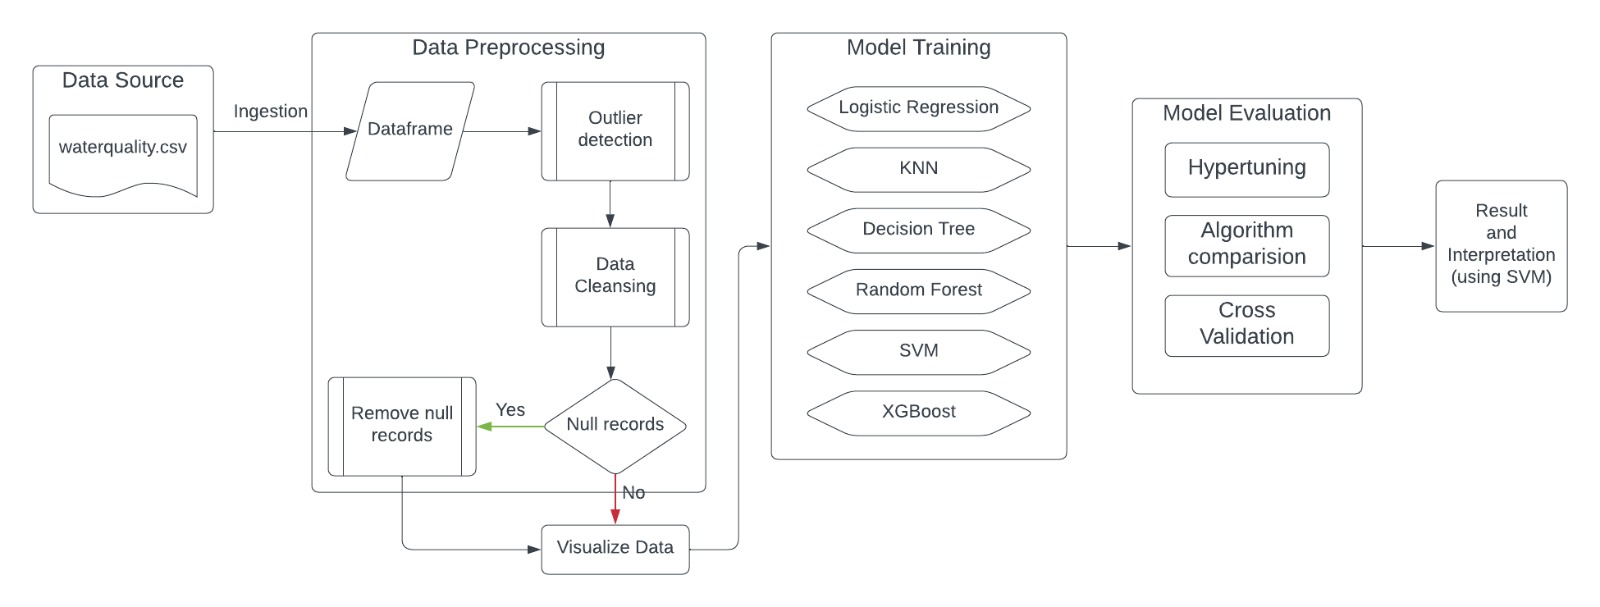 Data Source
waterquality.csv
Ingestion
Data Preprocessing
Dataframe
Outlier
detection
Data
Cleansing
Null records
Yes
Remove null
records
No
Visualize Data
Model Training
Logistic Regression
KNN
Decision Tree
Random Forest
SVM
XGBoost
Model Evaluation
Hypertuning
Algorithm
comparision
Cross
Validation
Result
and
Interpretation
(using SVM)